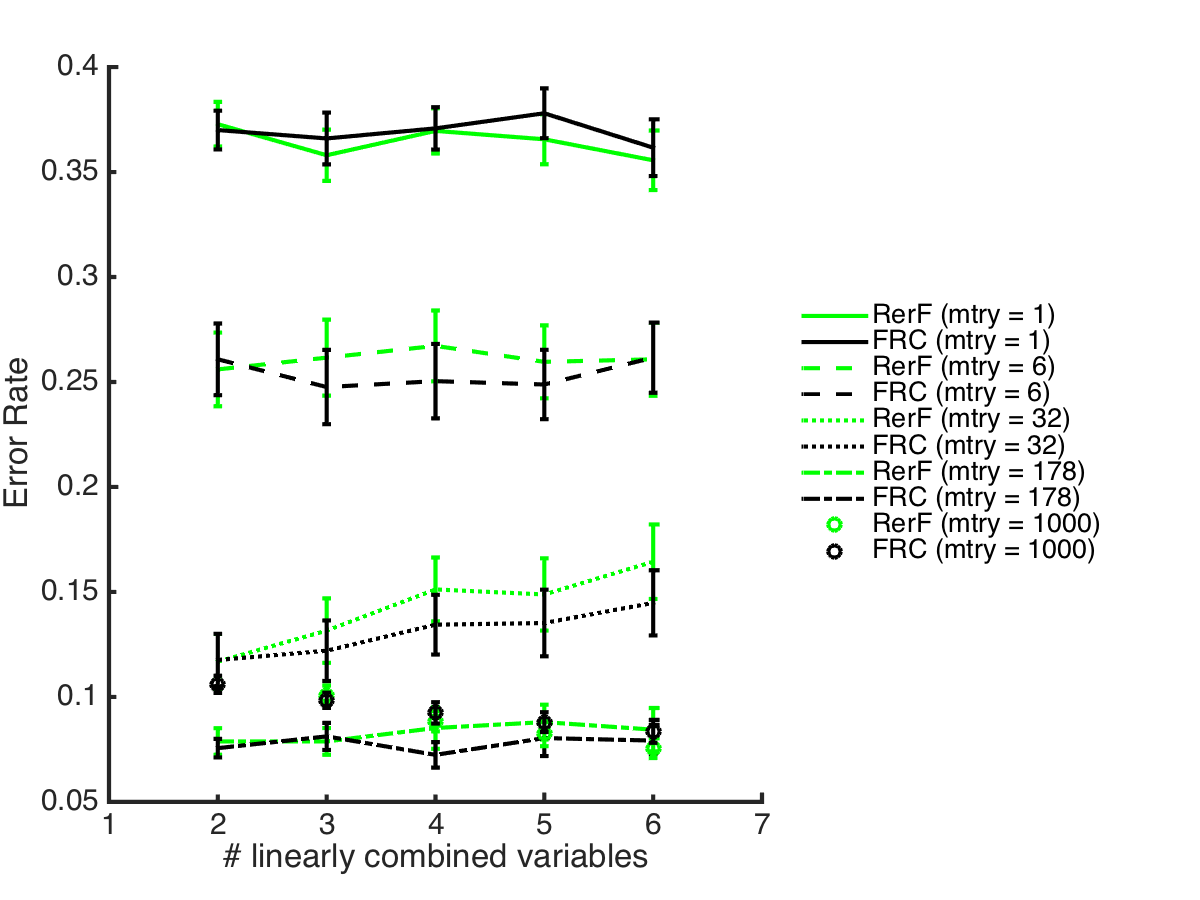 0.4
0.35
0.3
0.25
0.2
0.15
0.1
0.05
Error Rate
1 2 3 4 5 6 7
# linearly combined variables
RerF (mtry = 1)
FRC (mtry = 1)
RerF (mtry = 6)
FRC (mtry = 6)
RerF (mtry = 32)
FRC (mtry = 32)
RerF (mtry = 178)
FRC (mtry = 178)
RerF (mtry = 1000)
FRC (mtry = 1000)